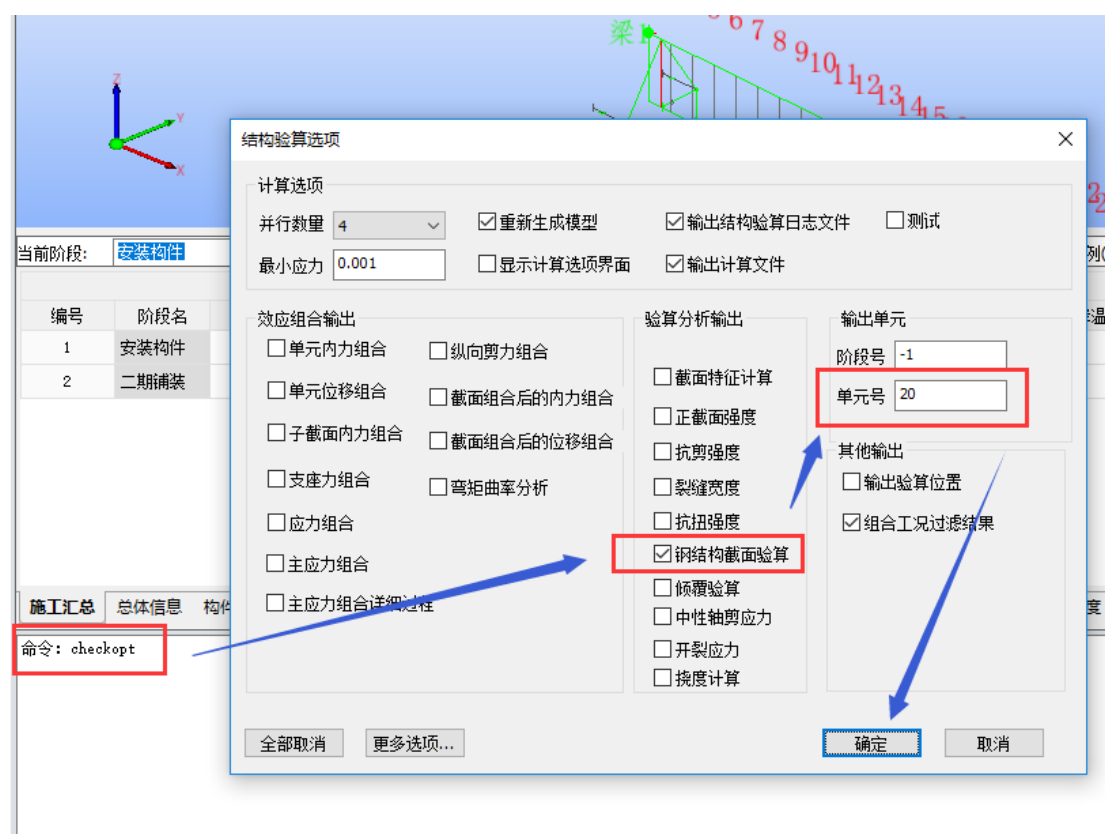 梁1
6 7 8 9 10 11 12 13 14 15
Z
Y
X
结构验算选项
计算选项
并行数量 4 重新生成模型 输出结构验算日志文件 测试
最小应力 0.001 显示计算选项界面 输出计算文件
当前阶段: 安装构件
列(
编号 阶段名
1 安装构件
2 二期铺装
效应组合输出
单元内力组合 纵向剪力组合
单元位移组合 截面组合后的内力组合
子截面内力组合 截面组合后的位移组合
支座力组合 弯矩曲率分析
应力组合
主应力组合
主应力组合详细过程
验算分析输出
截面特征计算
正截面强度
抗剪强度
裂缝宽度
抗扭强度
钢结构截面验算
倾覆验算
中性轴剪应力
开裂应力
挠度计算
输出单元
阶段号 -1
单元号 20
其他输出
输出验算位置
组合工况过滤结果
温
施工汇总 总体信息 构件
度
命令: checkopt
全部取消 更多选项... 确定 取消